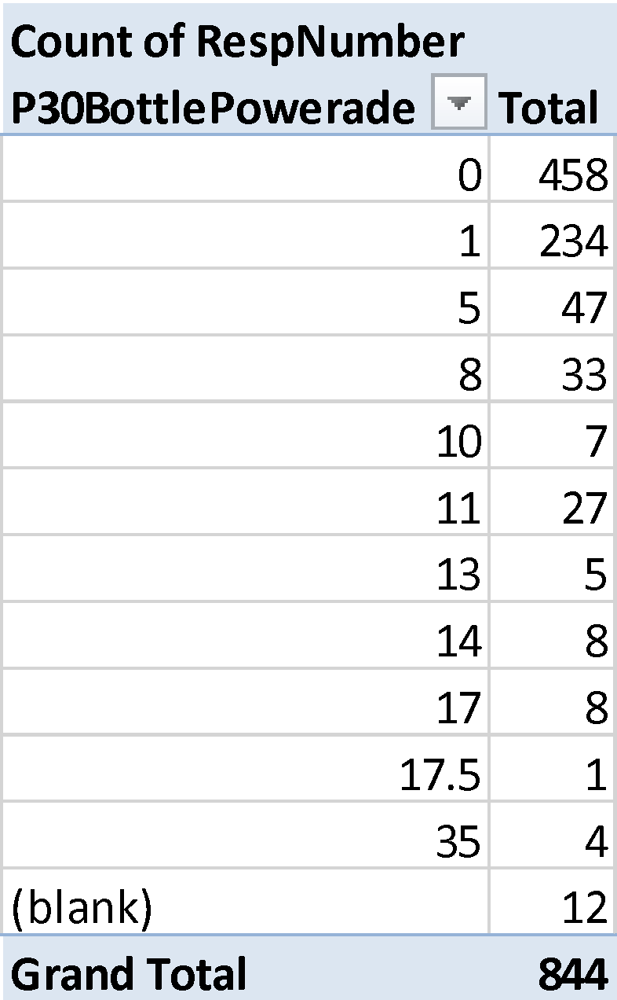 Count of RespNumber
P30BottlePowerade Total
0 458
1 234
5 47
8 33
10 7
11 27
13 5
14 8
17 8
17.5 1
35 4
(blank) 12
Grand Total 844